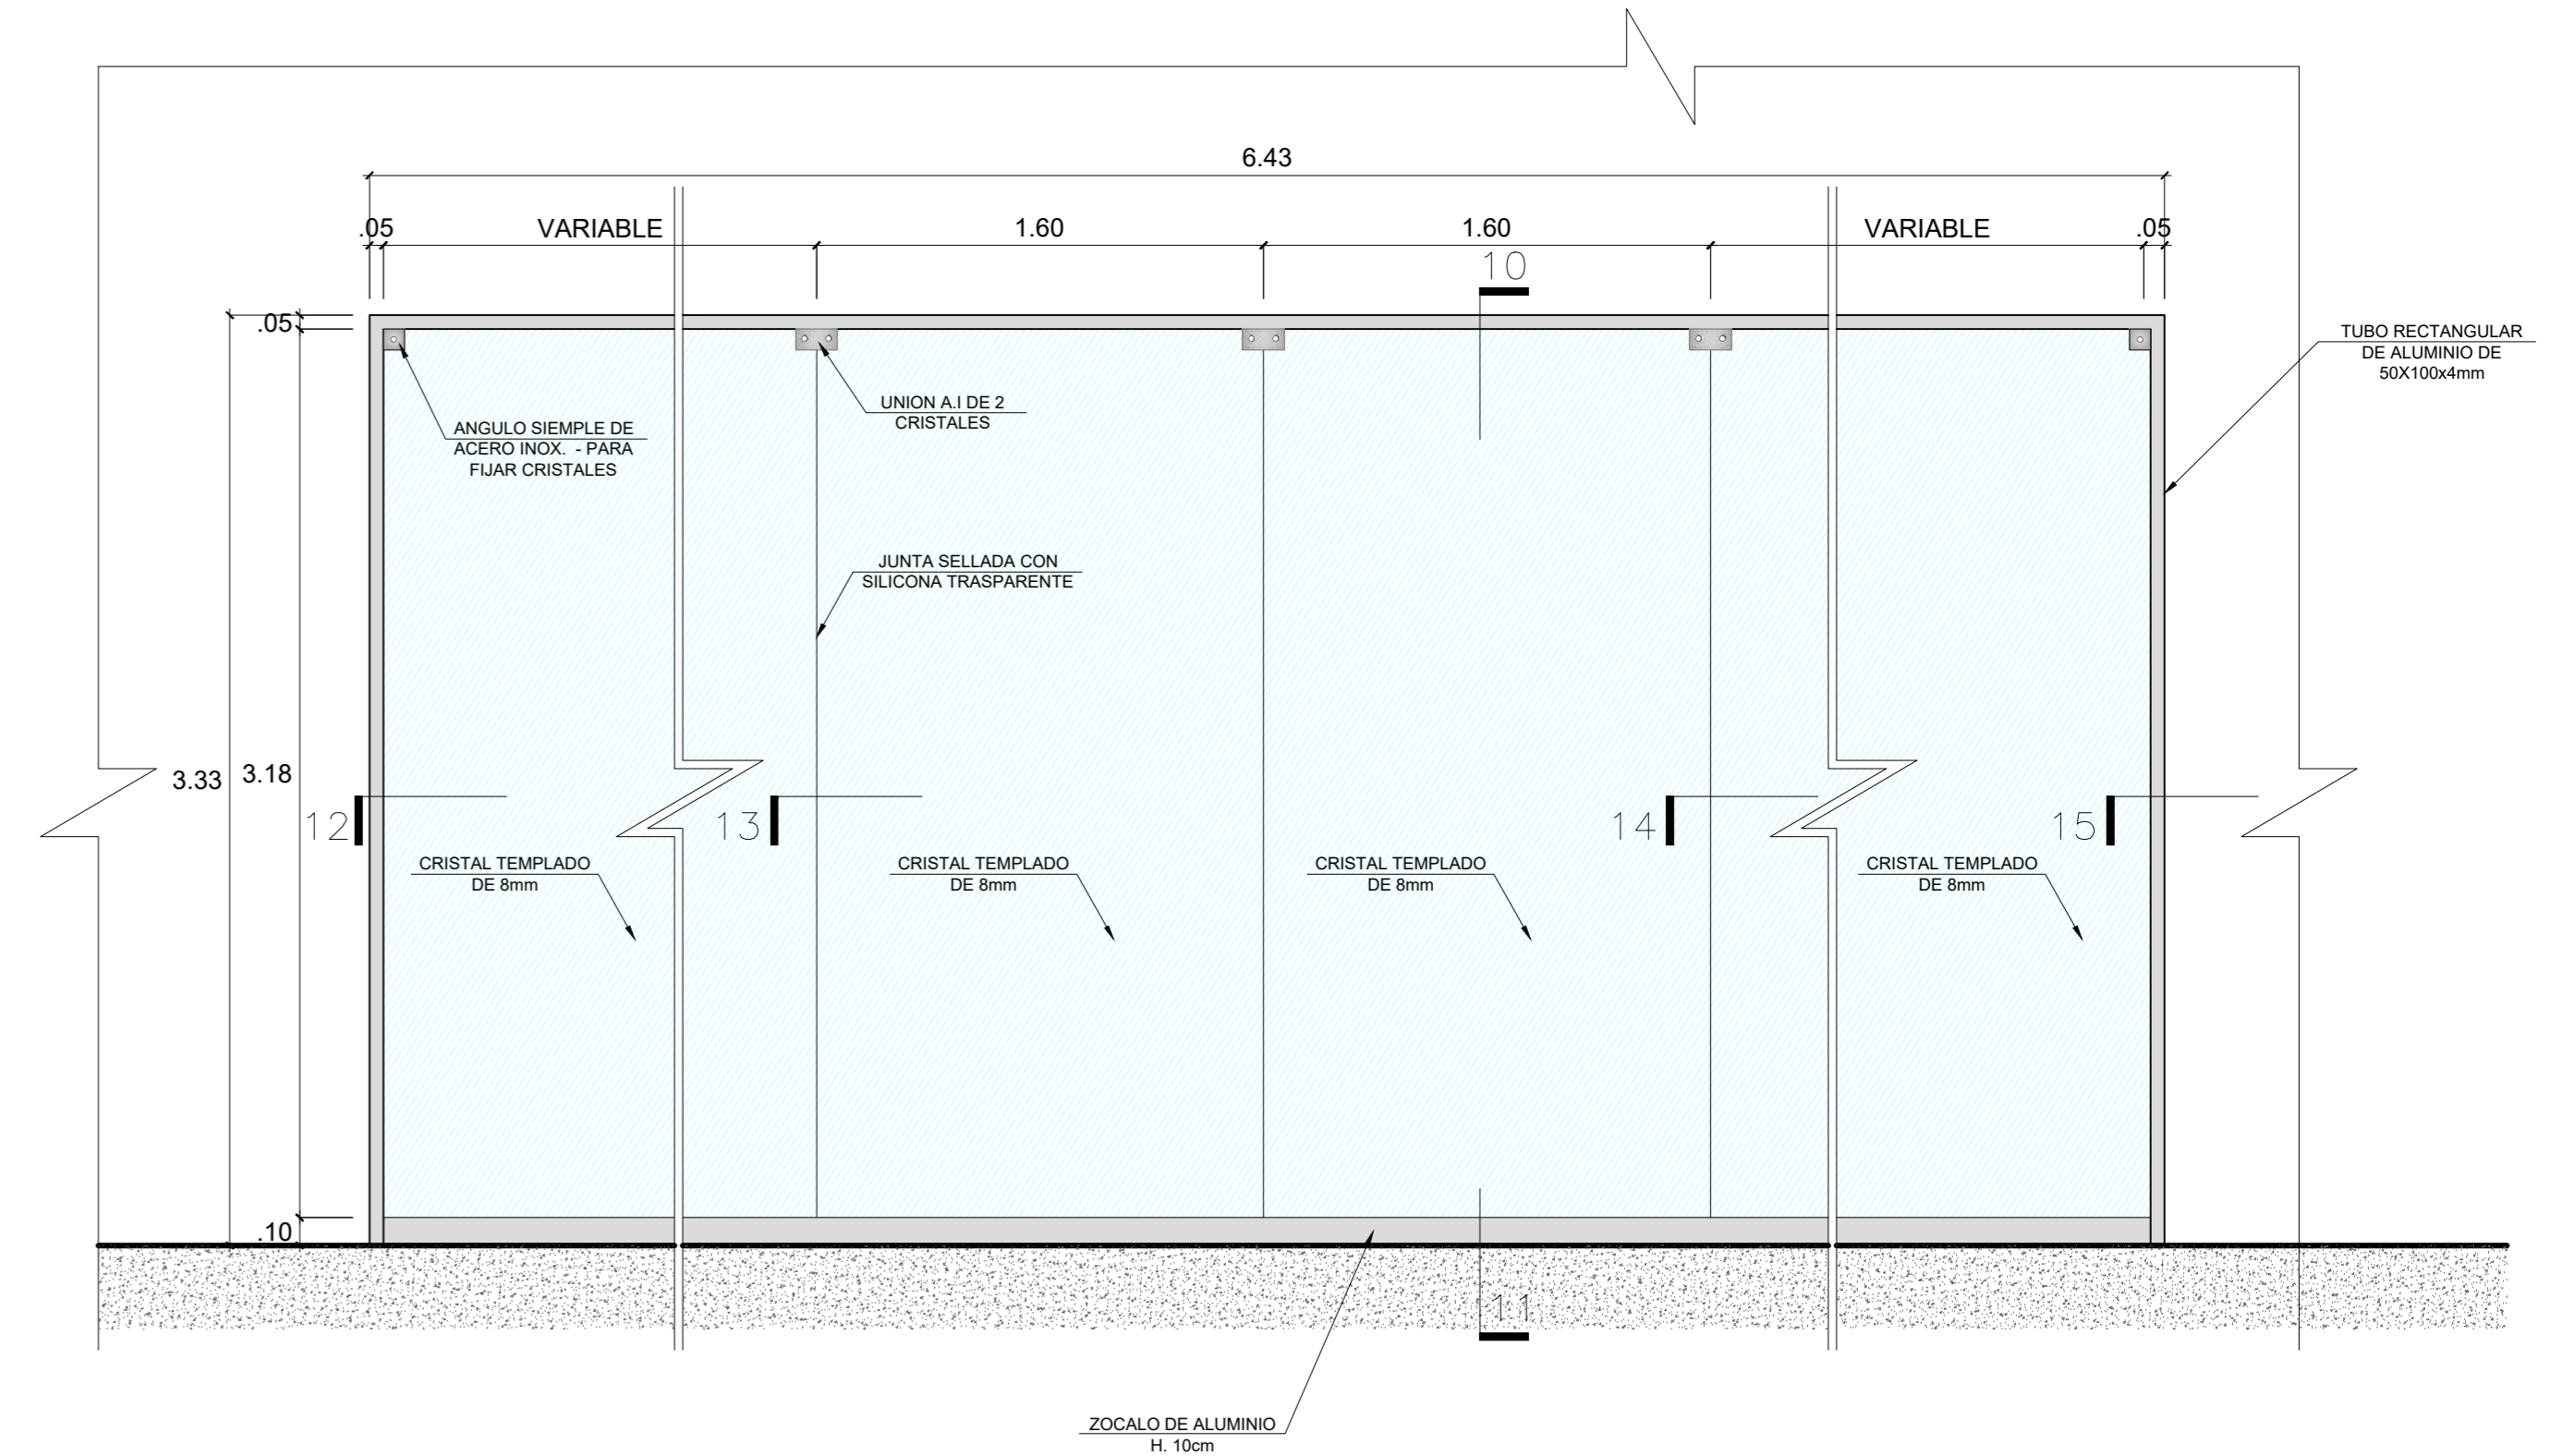 6.43
.05
VARIABLE
1.60
1.60
VARIABLE
.05
10
.05
TUBO RECTANGULAR
DE ALUMINIO DE
50X100x4mm
UNION A.I DE 2
CRISTALES
ANGULO SIEMPLE DE
ACERO INOX. - PARA
FIJAR CRISTALES
JUNTA SELLADA CON
SILICONA TRASPARENTE
3.33
3.18
12
13
14
15
CRISTAL TEMPLADO
DE 8mm
CRISTAL TEMPLADO
DE 8mm
CRISTAL TEMPLADO
DE 8mm
CRISTAL TEMPLADO
DE 8mm
.10
11
ZOCALO DE ALUMINIO
H. 10cm